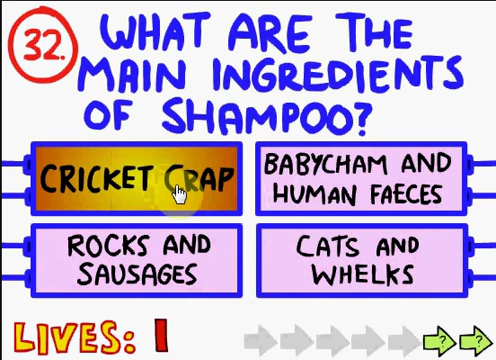 32. WHAT ARE THE
MAIN INGREDIENTS
OF SHAMPOO?
CRICKET CRAP
BABYCHAM AND
HUMAN FAECES
ROCKS AND
SAUSAGES
CATS AND
WHELKS
LIVES: 1
? ?